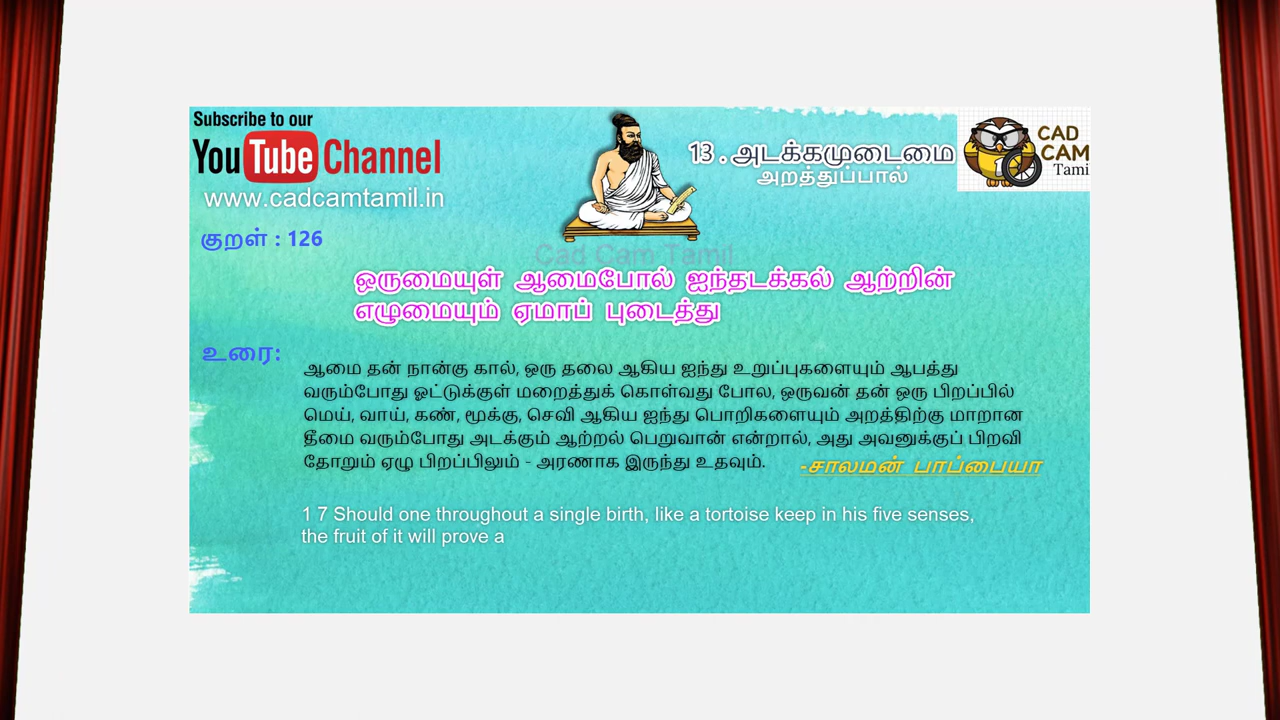 Subscribe to our
YouTube Channel
www.cadcamtamil.in
13 . அடக்கமுடைமை
அறத்துப்பால்
CAD
CAM
Tami
குறள் : 126
Cad Cam Tamil
ஒருமையுள் ஆமைபோல் ஐந்தடக்கல் ஆற்றின்
எழுமையும் ஏமாப் புடைத்து
உரை:
ஆமை தன் நான்கு கால், ஒரு தலை ஆகிய ஐந்து உறுப்புகளையும் ஆபத்து
வரும்போது ஓட்டுக்குள் மறைத்துக் கொள்வது போல, ஒருவன் தன் ஒரு பிறப்பில்
மெய், வாய், கண், மூக்கு, செவி ஆகிய ஐந்து பொறிகளையும் அறத்திற்கு மாறான
தீமை வரும்போது அடக்கும் ஆற்றல் பெறுவான் என்றால், அது அவனுக்குப் பிறவி
தோறும் ஏழு பிறப்பிலும் - அரணாக இருந்து உதவும்.
-சாலமன் பாப்பையா
1 7 Should one throughout a single birth, like a tortoise keep in his five senses,
the fruit of it will prove a